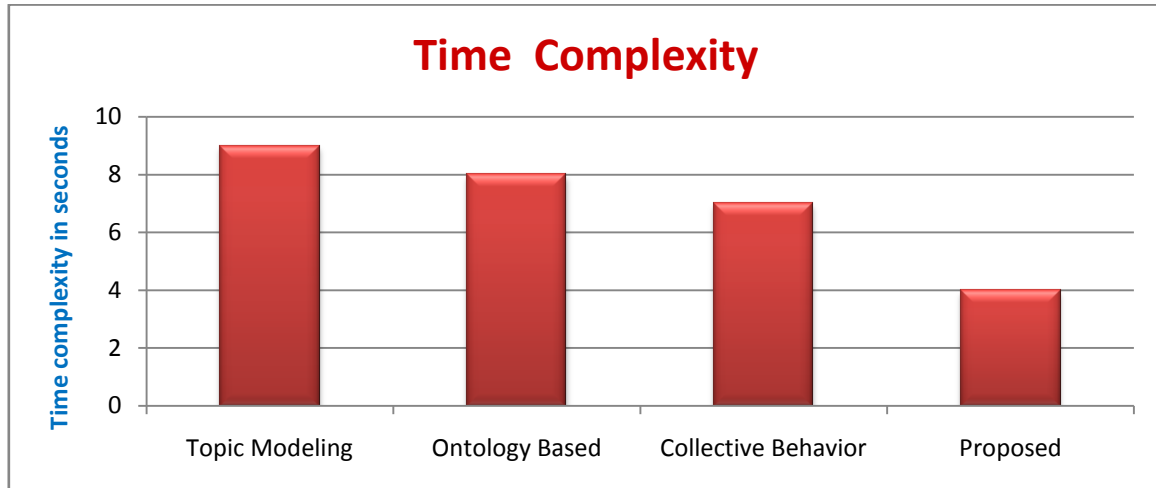 Time Complexity
Time complexity in seconds
10
8
6
4
2
0
Topic Modeling
Ontology Based
Collective Behavior
Proposed